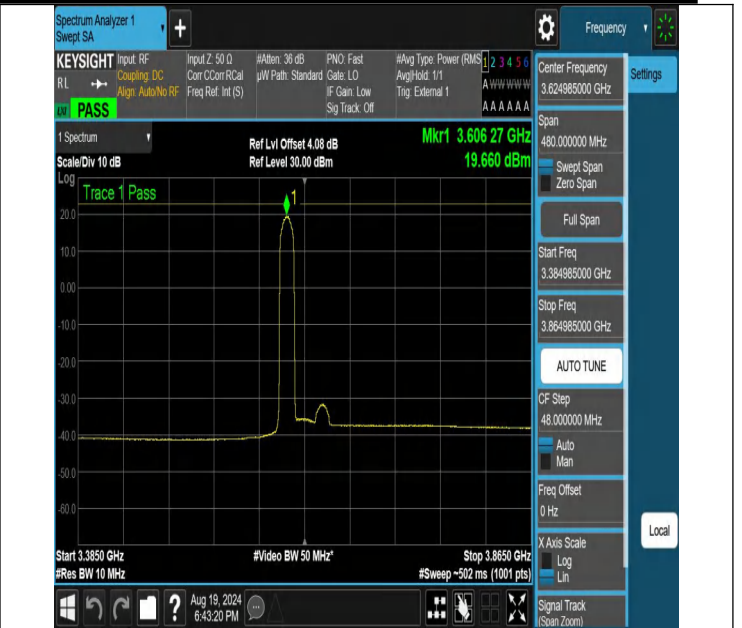 Spectrum Analyzer 1
Swept SA
+
Frequency
KEYSIGHT
RL
PASS
Input: RF
Coupling: DC
Align: Auto/No RF
Input Z: 50 Ω
Corr CCorr RCal
Freq Ref: Int (S)
#Atten: 36 dB
µW Path: Standard
PNO: Fast
Gate: LO
IF Gain: Low
Sig Track: Off
#Avg Type: Power (RMS
Avg|Hold: 1/1
Trig: External 1
1 2 3 4 5 6
A W W W W W
A A A A A A
1 Spectrum
Scale/Div 10 dB
Ref Lvl Offset 4.08 dB
Ref Level 30.00 dBm
Mkr1 3.606 27 GHz
19.660 dBm
Log
Trace 1 Pass
1
20.0
10.0
0.00
-10.0
-20.0
-30.0
-40.0
-50.0
-60.0
Start 3.3850 GHz
#Res BW 10 MHz
#Video BW 50 MHz*
Stop 3.8650 GHz
#Sweep ~502 ms (1001 pts)
Center Frequency
3.624985000 GHz
Settings
Span
480.000000 MHz
Swept Span
Zero Span
Full Span
Start Freq
3.384985000 GHz
Stop Freq
3.864985000 GHz
AUTO TUNE
CF Step
48.000000 MHz
Auto
Man
Freq Offset
0 Hz
X Axis Scale
Log
Lin
Local
Signal Track
(Span Zoom)
?
Aug 19, 2024
6:43:20 PM